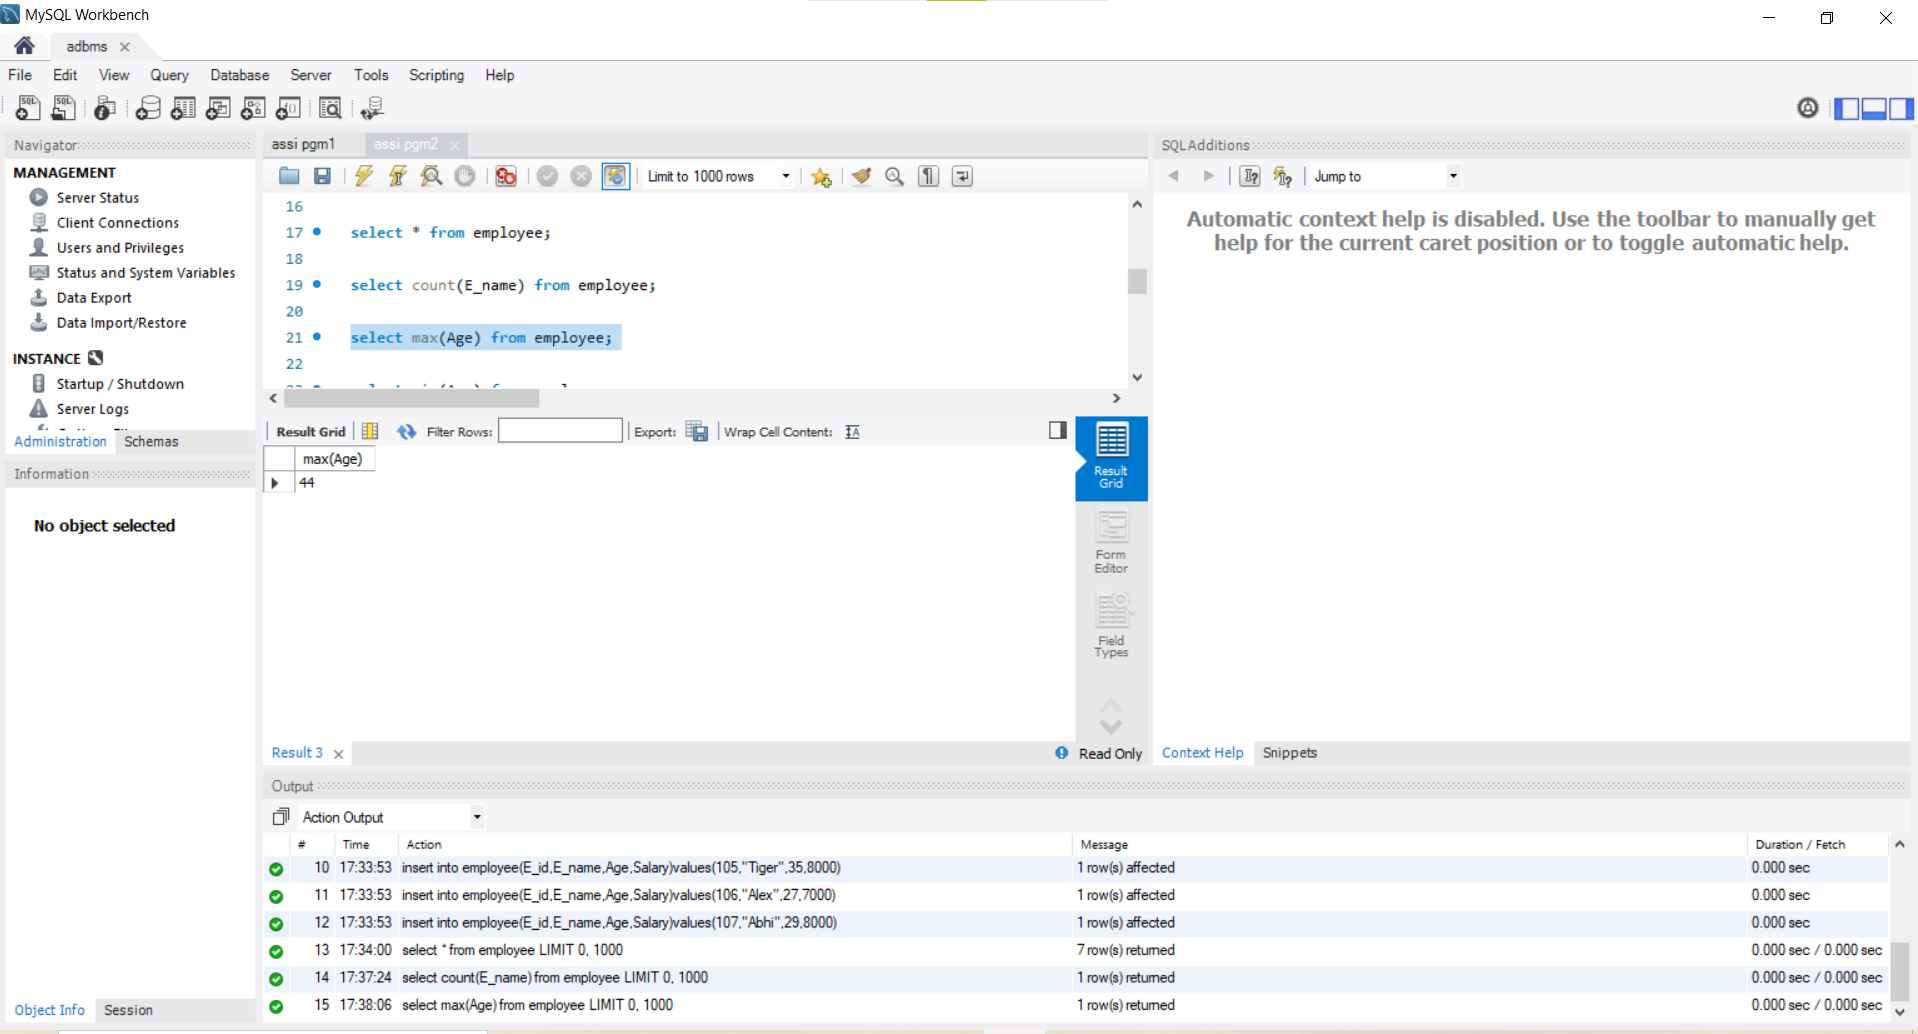 MySQL Workbench
adbms
File Edit View Query Database Server Tools Scripting Help
Navigator
MANAGEMENT
Server Status
Client Connections
Users and Privileges
Status and System Variables
Data Export
Data Import/Restore
INSTANCE
Startup / Shutdown
Server Logs
Administration Schemas
Information
No object selected
Object Info Session
assi pgm1 assi pgm2
Limit to 1000 rows
16
17 select * from employee;
18
19 select count(E_name) from employee;
20
21 select max(Age) from employee;
22
Result Grid Filter Rows: Export: Wrap Cell Content:
max(Age)
44
Result
Grid
Form
Editor
Field
Types
Result 3 Read Only
SQLAdditions
Jump to
Automatic context help is disabled. Use the toolbar to manually get
help for the current caret position or to toggle automatic help.
Context Help Snippets
Output
Action Output
# Time Action Message Duration / Fetch
10 17:33:53 insert into employee(E_id,E_name,Age,Salary)values(105,"Tiger",35,8000) 1 row(s) affected 0.000 sec
11 17:33:53 insert into employee(E_id,E_name,Age,Salary)values(106,"Alex",27,7000) 1 row(s) affected 0.000 sec
12 17:33:53 insert into employee(E_id,E_name,Age,Salary)values(107,"Abhi",29,8000) 1 row(s) affected 0.000 sec
13 17:34:00 select * from employee LIMIT 0, 1000 7 row(s) returned 0.000 sec / 0.000 sec
14 17:37:24 select count(E_name) from employee LIMIT 0, 1000 1 row(s) returned 0.000 sec / 0.000 sec
15 17:38:06 select max(Age) from employee LIMIT 0, 1000 1 row(s) returned 0.000 sec / 0.000 sec